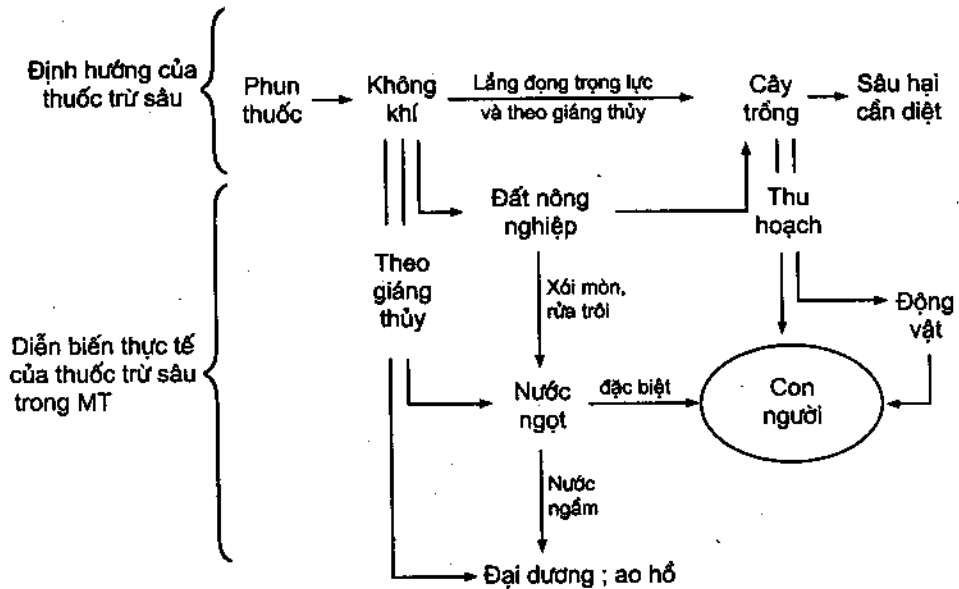 Định hướng của
thuốc trừ sâu
Phun
thuốc
Không
khí
Lắng đọng trọng lực
và theo giáng thủy
Cây
trồng
Sâu hại
cần diệt
Đất nông
nghiệp
Thu
hoạch
Theo
giáng
thủy
Xói mòn,
rửa trôi
Động
vật
Diễn biến thực tế
của thuốc trừ sâu
trong MT
Nước
ngọt
đặc biệt
Con
người
Nước
ngầm
Đại dương ; ao hồ